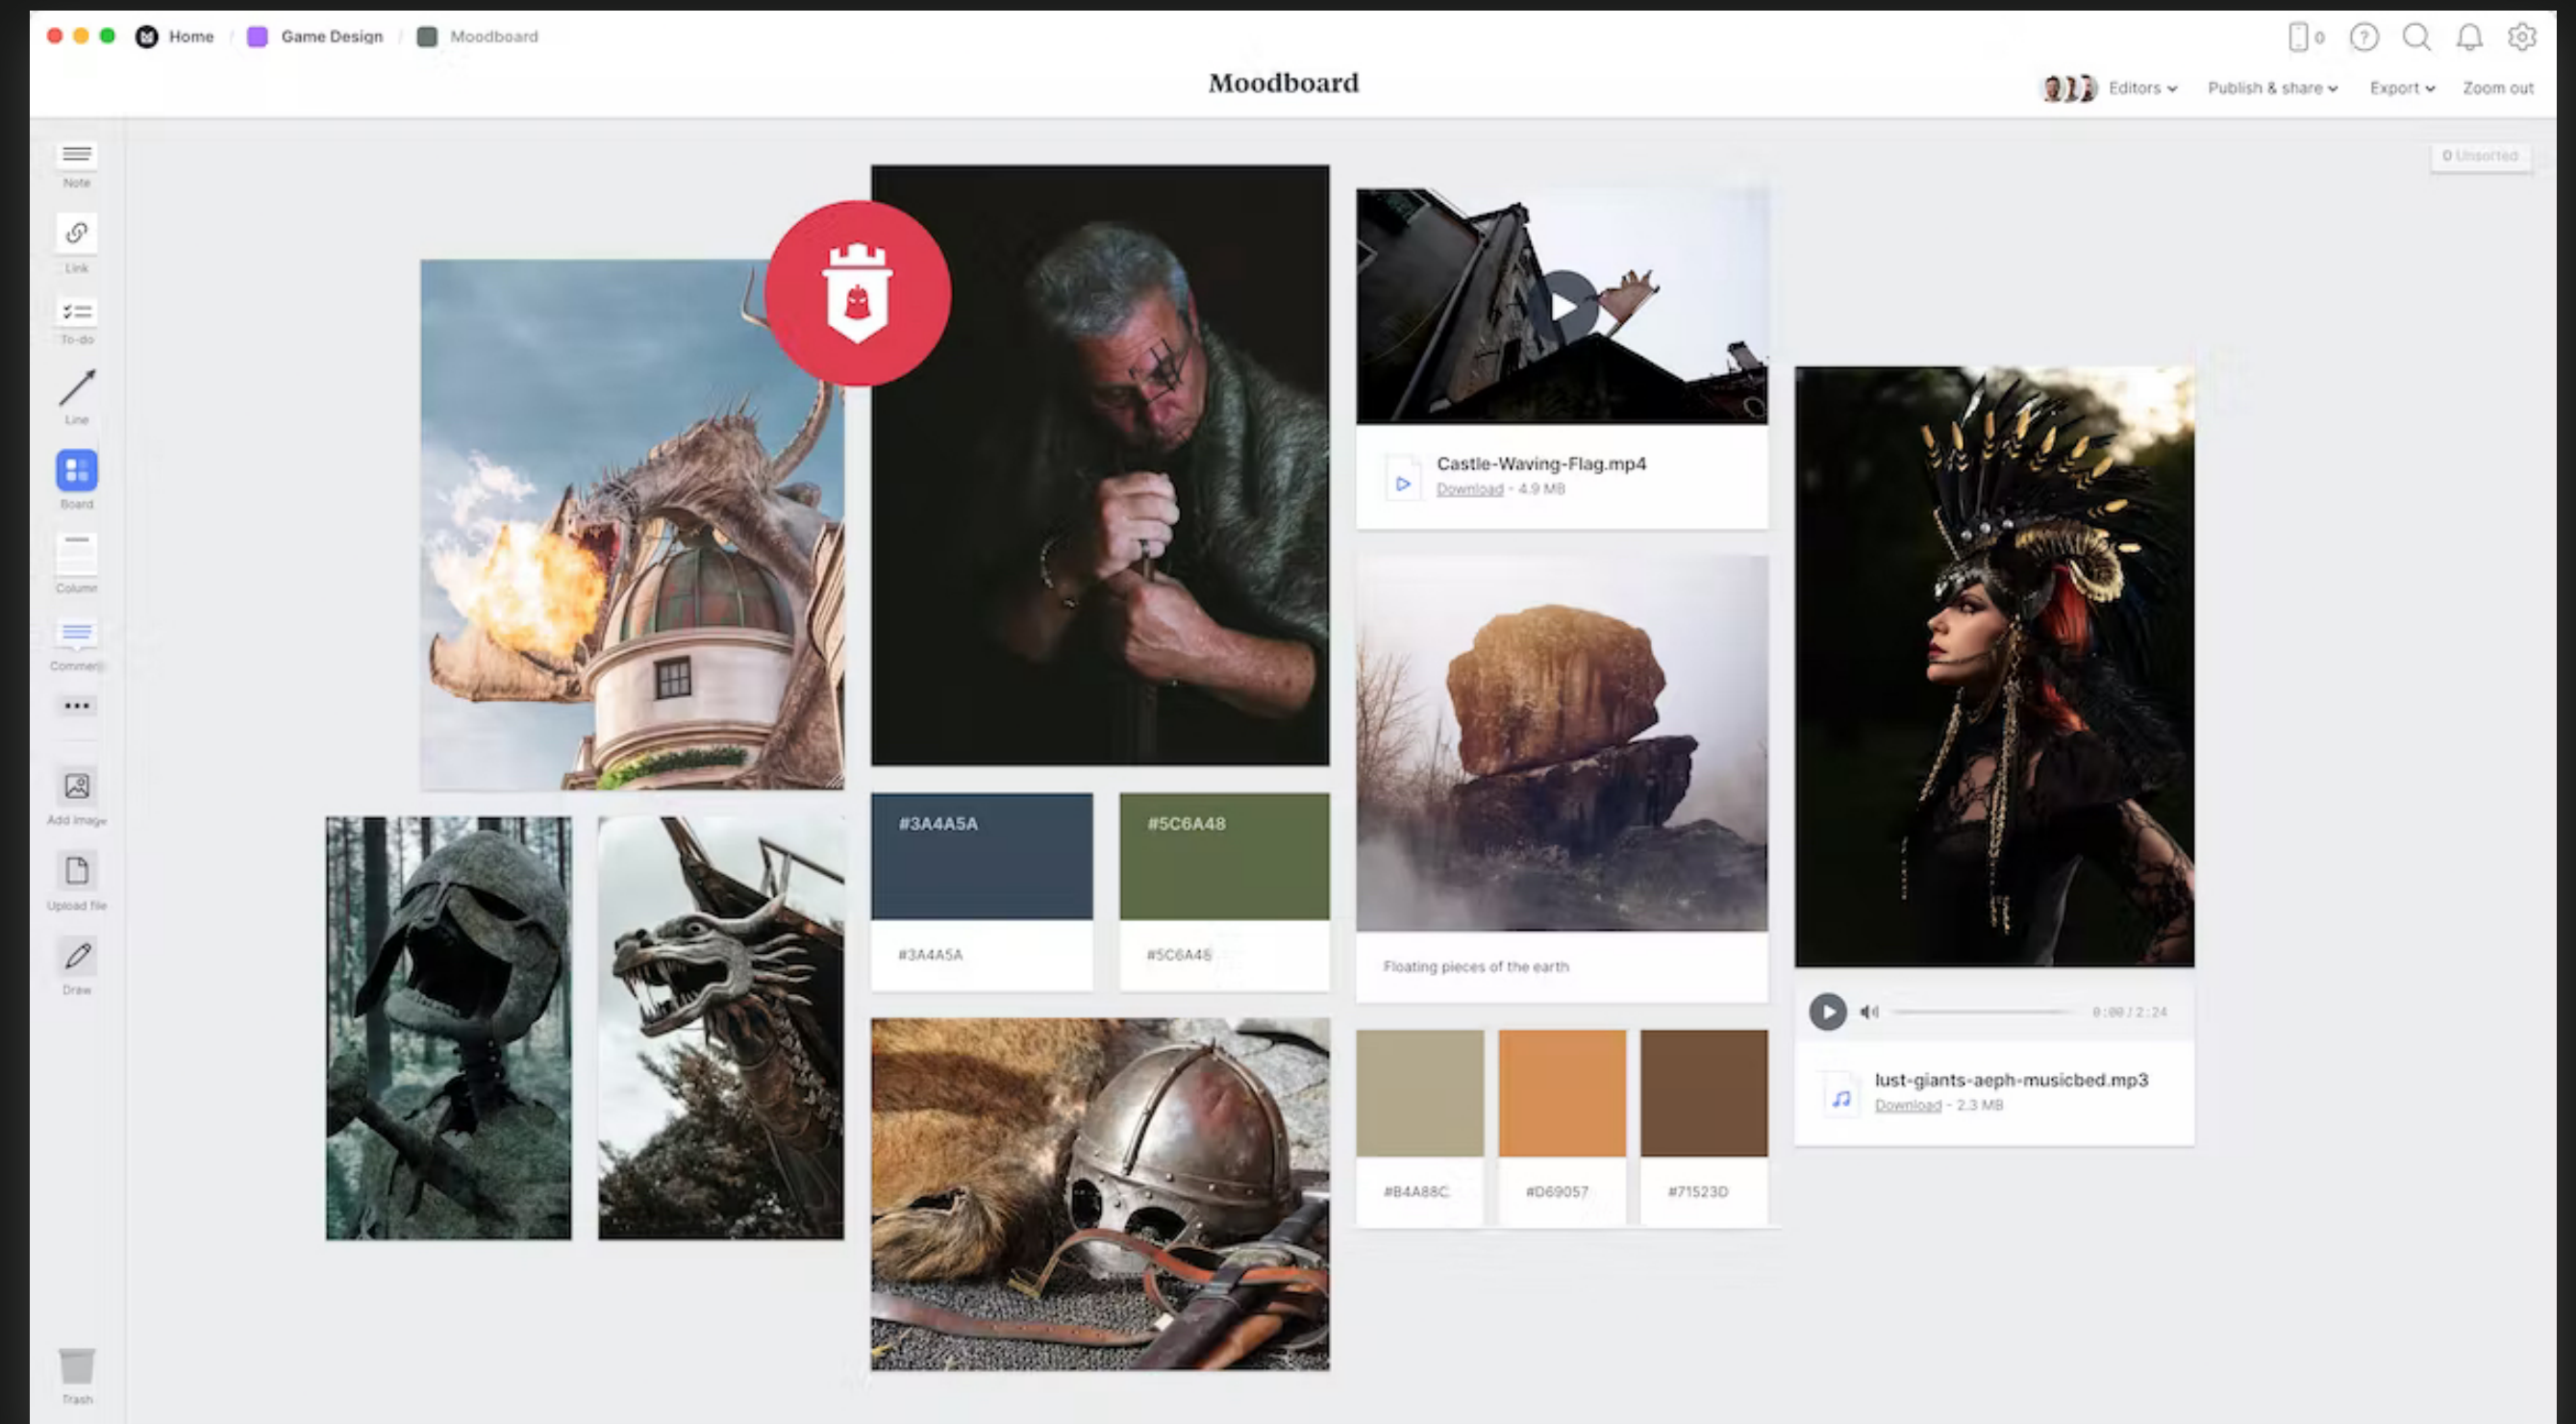 Home / Game Design / Moodboard
0
Moodboard
Editors
Publish & share
Export
Zoom out
0 Unsorted
Note
Link
To-do
Line
Board
Column
Comment
Add image
Upload file
Draw
Trash
#3A4A5A
#3A4A5A
#5C6A48
#5C6A48
Castle-Waving-Flag.mp4
Download - 4.9 MB
Floating pieces of the earth
#B4A88C
#D69057
#71523D
0:00 / 2:24
lust-giants-aeph-musicbed.mp3
Download - 2.3 MB